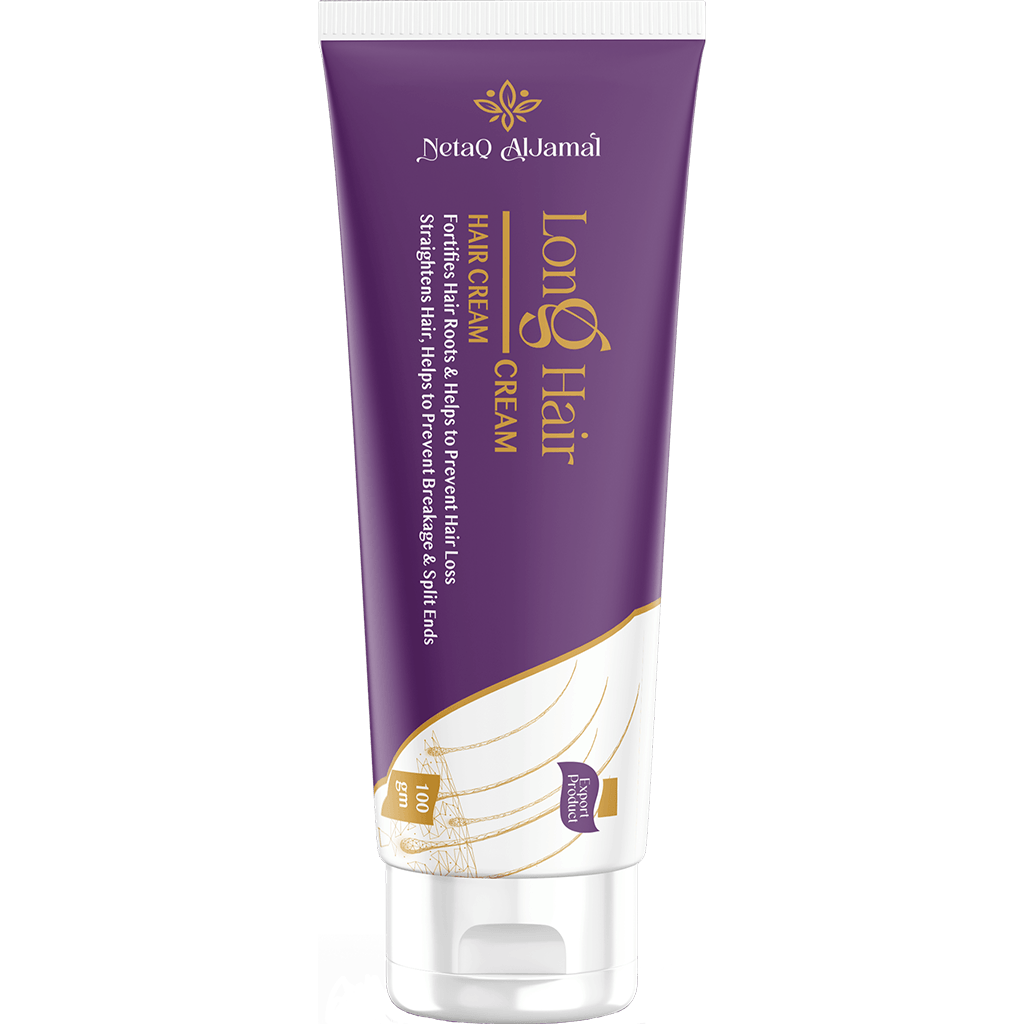 NetaQ AlJamal
Long Hair
CREAM
HAIR CREAM
Fortifies Hair Roots & Helps to Prevent Hair Loss
Straightens Hair, Helps to Prevent Breakage & Split Ends
100
gm
Export
Product